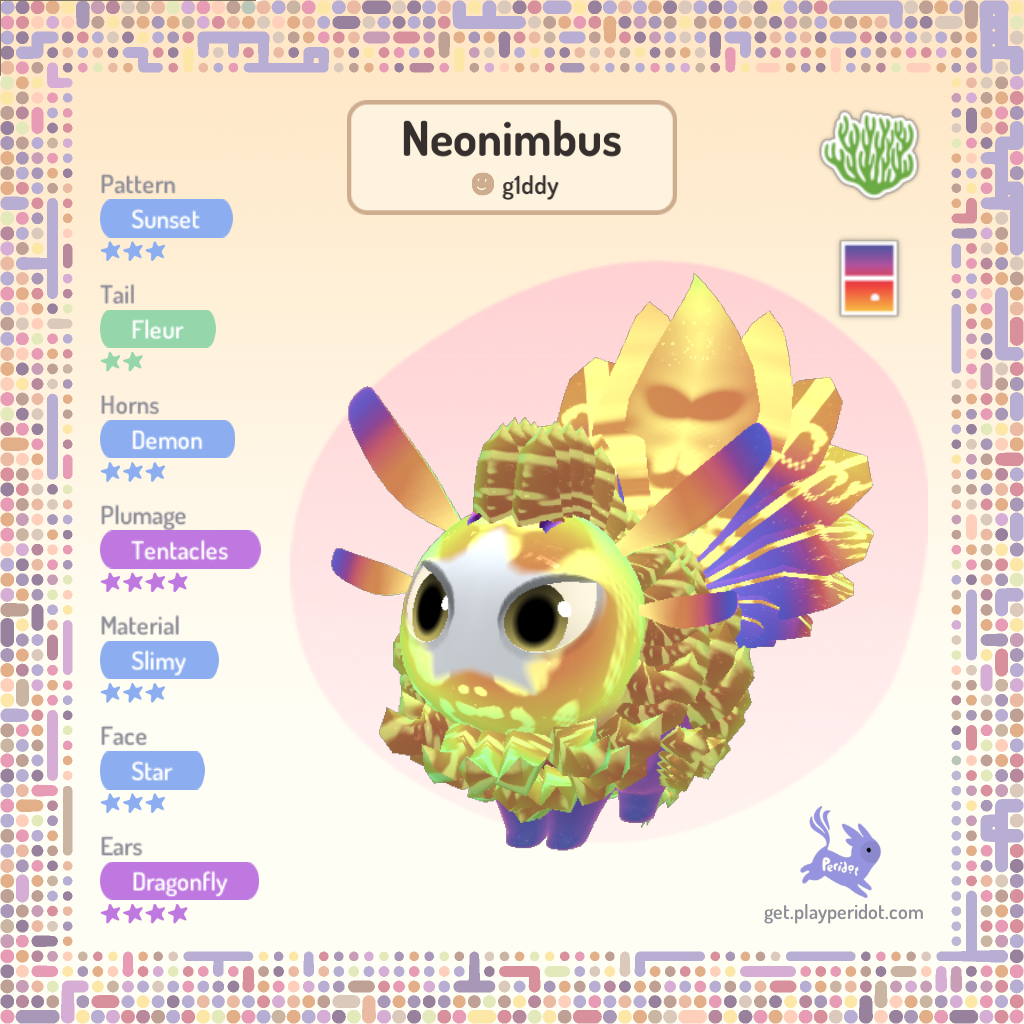 Neonimbus
g1ddy
Pattern
Sunset
Tail
Fleur
Horns
Demon
Plumage
Tentacles
Material
Slimy
Face
Star
Ears
Dragonfly
Peridot
get.playperidot.com